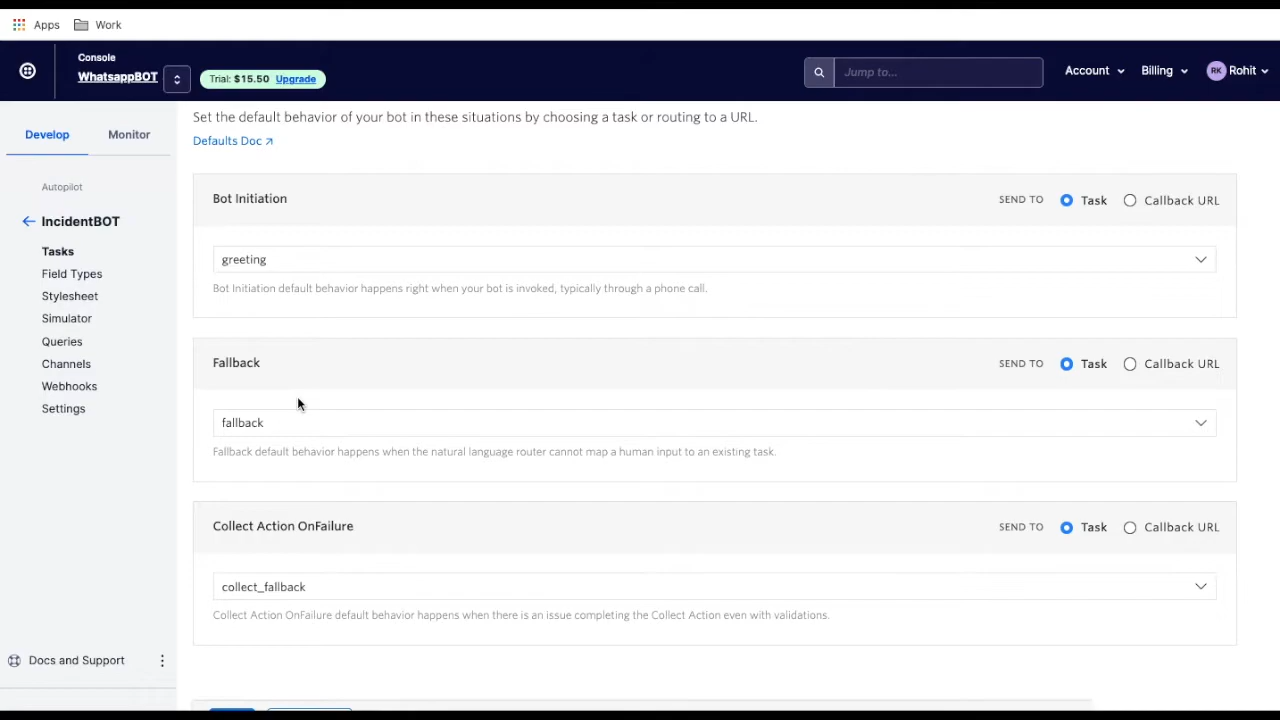 Apps Work
Console
WhatsappBOT
Trial: $15.50 Upgrade
Jump to...
Account Billing RK Rohit
Develop Monitor
Autopilot
IncidentBOT
Tasks
Field Types
Stylesheet
Simulator
Queries
Channels
Webhooks
Settings
Docs and Support
Set the default behavior of your bot in these situations by choosing a task or routing to a URL.
Defaults Doc
Bot Initiation SEND TO Task Callback URL
greeting
Bot Initiation default behavior happens right when your bot is invoked, typically through a phone call.
Fallback SEND TO Task Callback URL
fallback
Fallback default behavior happens when the natural language router cannot map a human input to an existing task.
Collect Action OnFailure SEND TO Task Callback URL
collect_fallback
Collect Action OnFailure default behavior happens when there is an issue completing the Collect Action even with validations.